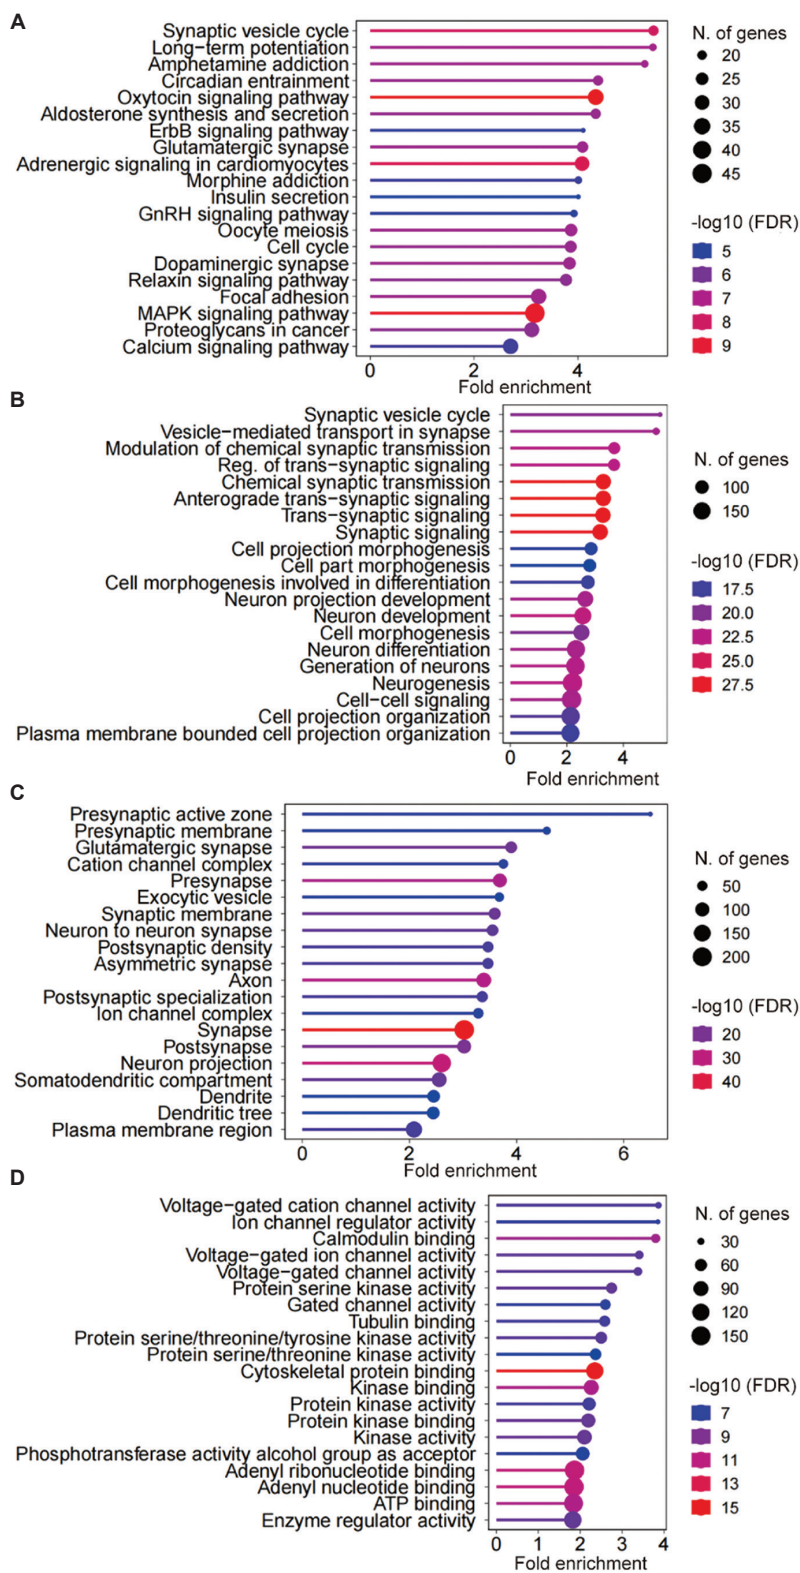 A
Synaptic vesicle cycle
Long-term potentiation
Amphetamine addiction
Circadian entrainment
Oxytocin signaling pathway
Aldosterone synthesis and secretion
ErbB signaling pathway
Glutamatergic synapse
Adrenergic signaling in cardiomyocytes
Morphine addiction
Insulin secretion
GnRH signaling pathway
Oocyte meiosis
Cell cycle
Dopaminergic synapse
Relaxin signaling pathway
Focal adhesion
MAPK signaling pathway
Proteoglycans in cancer
Calcium signaling pathway
0 2 4
Fold enrichment
N. of genes
20
25
30
35
40
45
-log10 (FDR)
5
6
7
8
9
B
Synaptic vesicle cycle
Vesicle−mediated transport in synapse
Modulation of chemical synaptic transmission
Reg. of trans−synaptic signaling
Chemical synaptic transmission
Anterograde trans−synaptic signaling
Trans−synaptic signaling
Synaptic signaling
Cell projection morphogenesis
Cell part morphogenesis
Cell morphogenesis involved in differentiation
Neuron projection development
Neuron development
Cell morphogenesis
Neuron differentiation
Generation of neurons
Neurogenesis
Cell−cell signaling
Cell projection organization
Plasma membrane bounded cell projection organization
0 2 4
Fold enrichment
N. of genes
100
150
-log10 (FDR)
17.5
20.0
22.5
25.0
27.5
C
Presynaptic active zone
Presynaptic membrane
Glutamatergic synapse
Cation channel complex
Presynapse
Exocytic vesicle
Synaptic membrane
Neuron to neuron synapse
Postsynaptic density
Asymmetric synapse
Axon
Postsynaptic specialization
Ion channel complex
Synapse
Postsynapse
Neuron projection
Somatodendritic compartment
Dendrite
Dendritic tree
Plasma membrane region
0 2 4 6
Fold enrichment
N. of genes
50
100
150
200
-log10 (FDR)
20
30
40
D
Voltage−gated cation channel activity
Ion channel regulator activity
Calmodulin binding
Voltage−gated ion channel activity
Voltage−gated channel activity
Protein serine kinase activity
Gated channel activity
Tubulin binding
Protein serine/threonine/tyrosine kinase activity
Protein serine/threonine kinase activity
Cytoskeletal protein binding
Kinase binding
Protein kinase activity
Protein kinase binding
Kinase activity
Phosphotransferase activity alcohol group as acceptor
Adenyl ribonucleotide binding
Adenyl nucleotide binding
ATP binding
Enzyme regulator activity
0 1 2 3 4
Fold enrichment
N. of genes
30
60
90
120
150
-log10 (FDR)
7
9
11
13
15